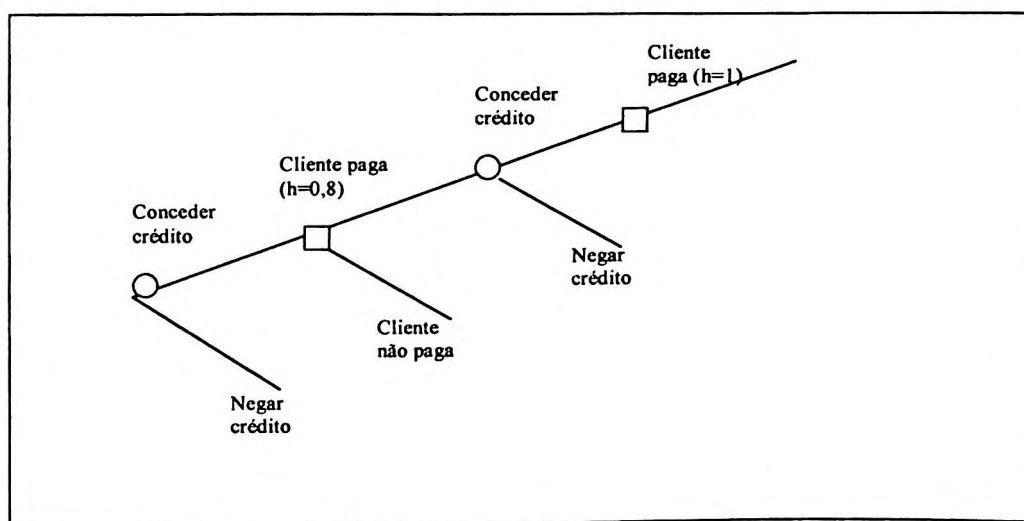 Cliente
paga (h=1)
Conceder
crédito
Cliente paga
(h=0,8)
Conceder
crédito
Negar
crédito
Cliente
não paga
Negar
crédito